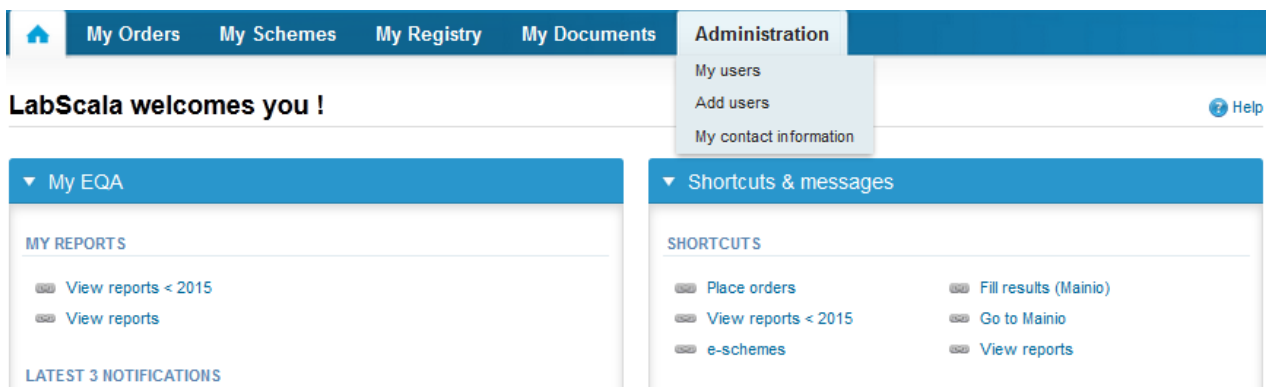 My Orders My Schemes My Registry My Documents Administration
My users
Add users
My contact information
LabScala welcomes you !
Help
My EQA
MY REPORTS
View reports < 2015
View reports
LATEST 3 NOTIFICATIONS
Shortcuts & messages
SHORTCUTS
Place orders
View reports < 2015
e-schemes
Fill results (Mainio)
Go to Mainio
View reports